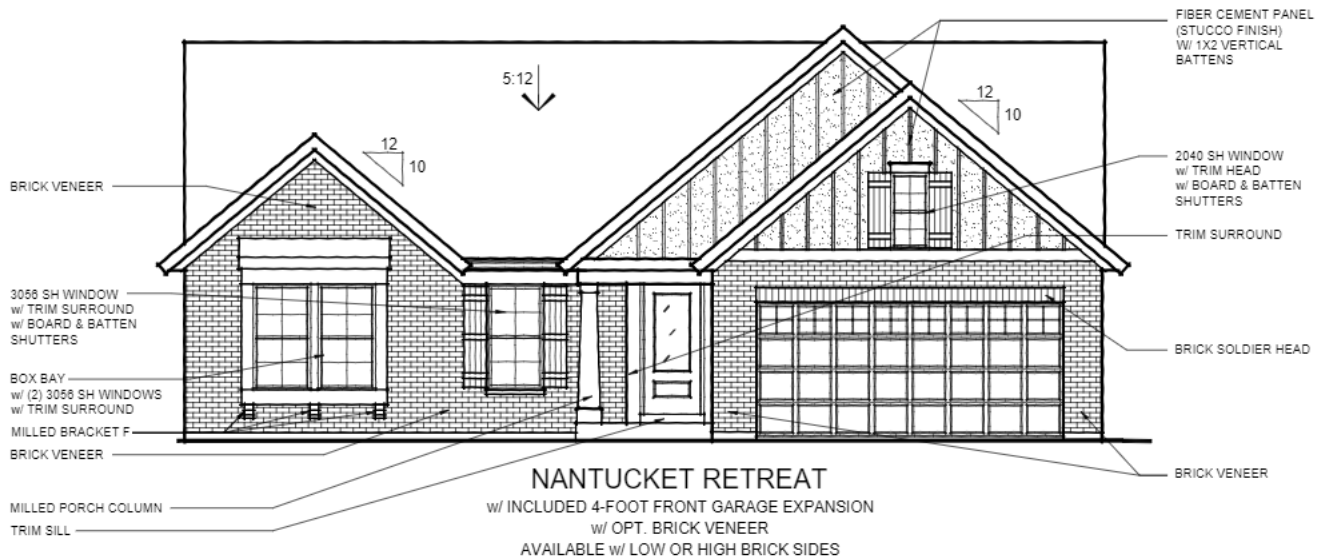 FIBER CEMENT PANEL
(STUCCO FINISH)
W/ 1X2 VERTICAL
BATTENS
5:12
12
10
12
10
2040 SH WINDOW
w/ TRIM HEAD
w/ BOARD & BATTEN
SHUTTERS
BRICK VENEER
TRIM SURROUND
3056 SH WINDOW
w/ TRIM SURROUND
w/ BOARD & BATTEN
SHUTTERS
BRICK SOLDIER HEAD
BOX BAY
w/ (2) 3056 SH WINDOWS
w/ TRIM SURROUND
MILLED BRACKET F
BRICK VENEER
BRICK VENEER
MILLED PORCH COLUMN
TRIM SILL
NANTUCKET RETREAT
w/ INCLUDED 4-FOOT FRONT GARAGE EXPANSION
w/ OPT. BRICK VENEER
AVAILABLE w/ LOW OR HIGH BRICK SIDES